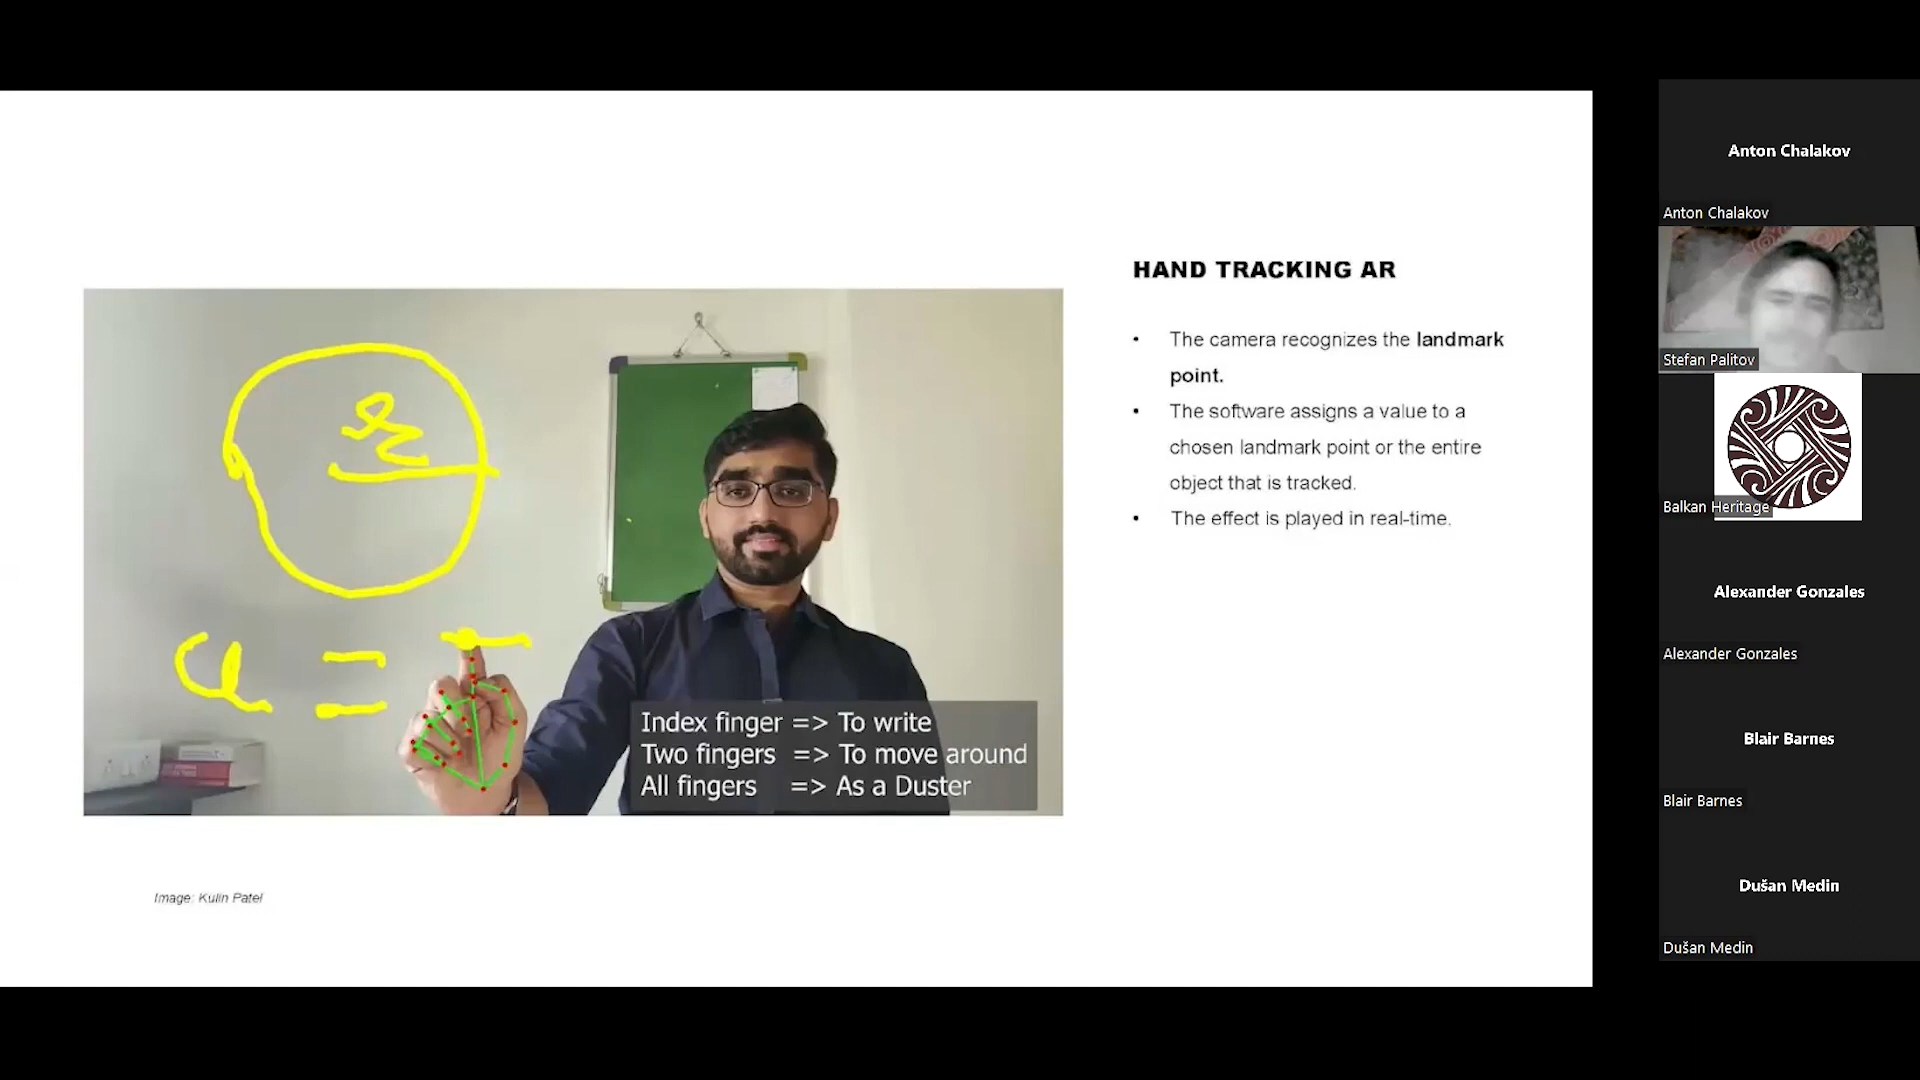 HAND TRACKING AR
• The camera recognizes the landmark
point.
• The software assigns a value to a
chosen landmark point or the entire
object that is tracked.
• The effect is played in real-time.
Index finger => To write
Two fingers => To move around
All fingers => As a Duster
Image: Kulin Patel
Anton Chalakov
Anton Chalakov
Stefan Palitov
Balkan Heritage
Alexander Gonzales
Alexander Gonzales
Blair Barnes
Blair Barnes
Dušan Medin
Dušan Medin